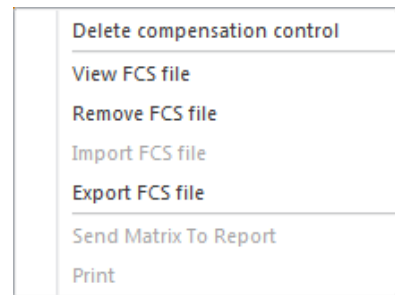 Delete compensation control
View FCS file
Remove FCS file
Import FCS file
Export FCS file
Send Matrix To Report
Print